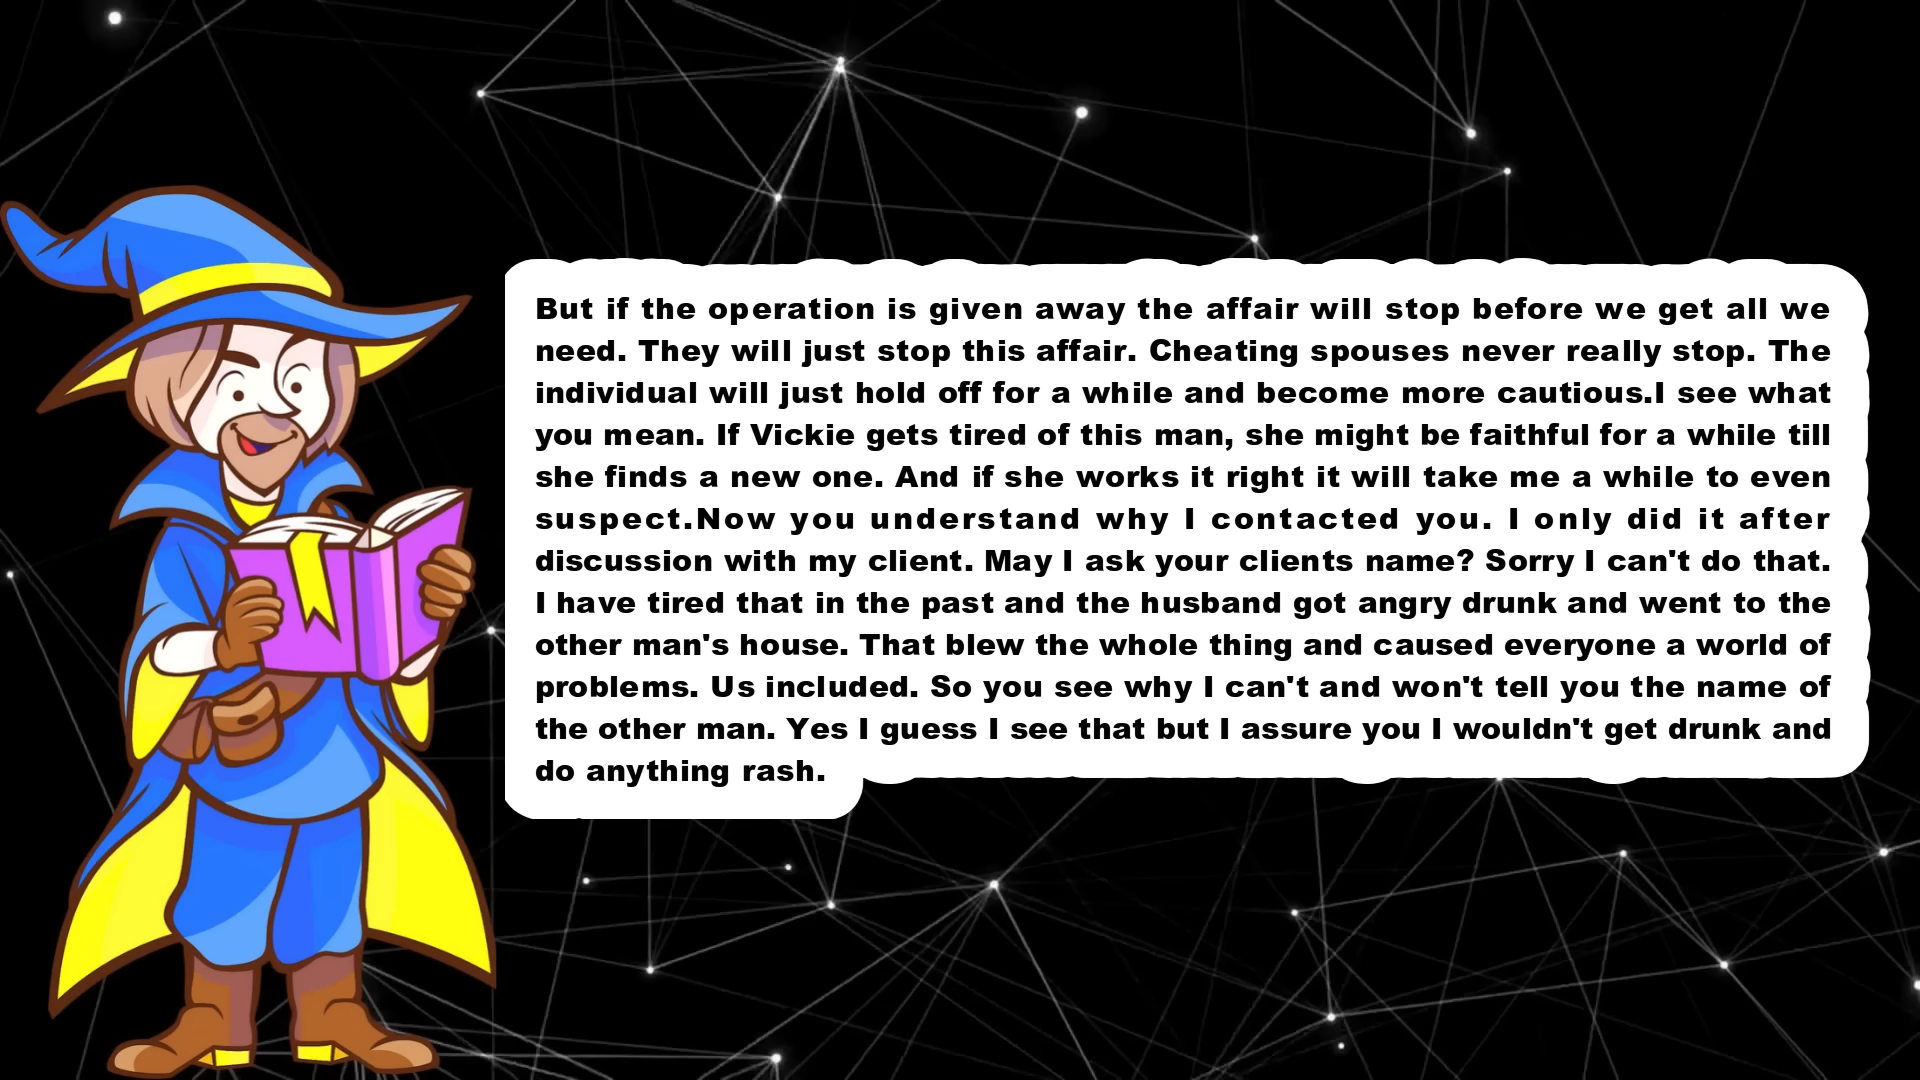 But if the operation is given away the affair will stop before we get all we
need. They will just stop this affair. Cheating spouses never really stop. The
individual will just hold off for a while and become more cautious.I see what
you mean. If Vickie gets tired of this man, she might be faithful for a while till
she finds a new one. And if she works it right it will take me a while to even
suspect.Now you understand why I contacted you. I only did it after
discussion with my client. May I ask your clients name? Sorry I can't do that.
I have tired that in the past and the husband got angry drunk and went to the
other man's house. That blew the whole thing and caused everyone a world of
problems. Us included. So you see why I can't and won't tell you the name of
the other man. Yes I guess I see that but I assure you I wouldn't get drunk and
do anything rash.